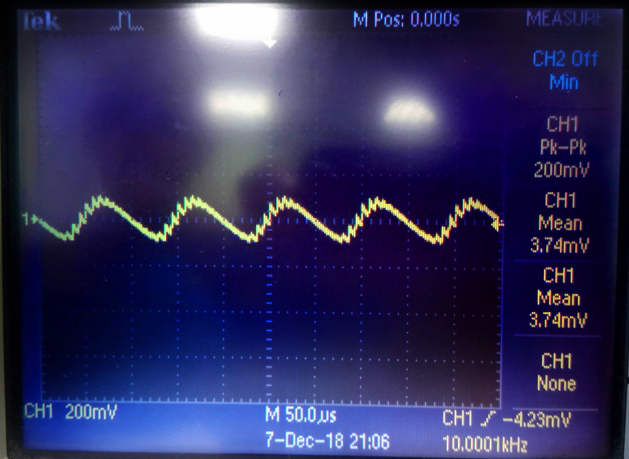 Tek
M Pos: 0.000s
MEASURE
CH2 Off
Min
CH1
Pk-Pk
200mV
CH1
Mean
3.74mV
CH1
Mean
3.74mV
CH1
None
1
CH1 200mV
M 50.0µs
CH1 -4.23mV
7-Dec-18 21:06
10.0001kHz